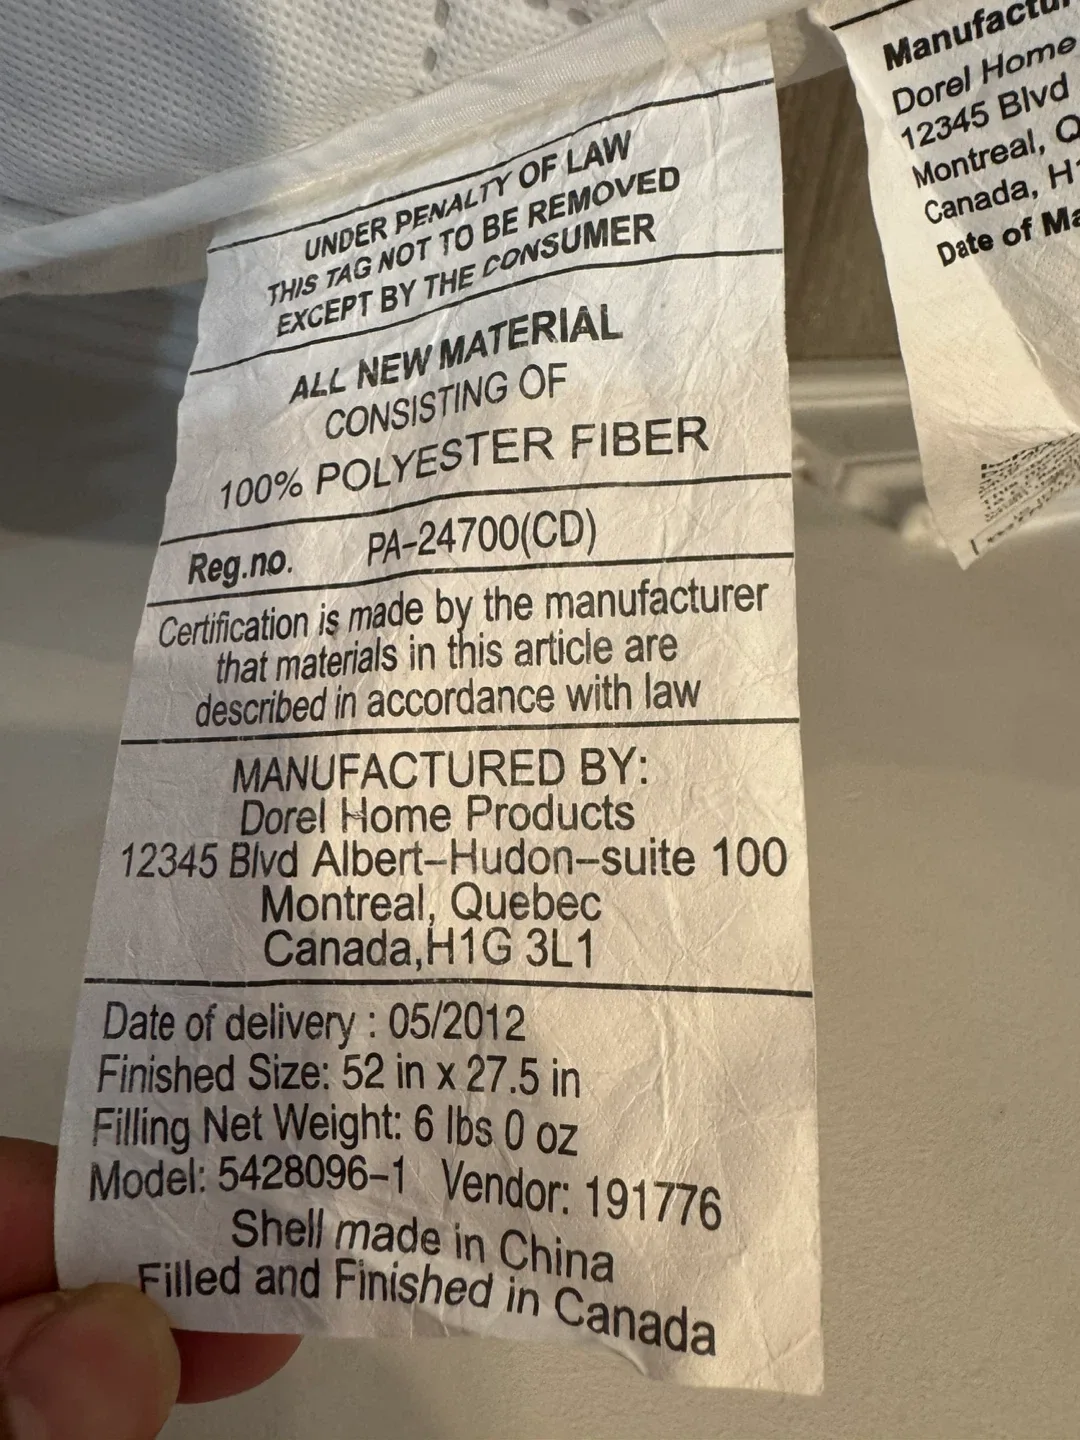 UNDER PENALTY OF LAW
THIS TAG NOT TO BE REMOVED
EXCEPT BY THE CONSUMER
ALL NEW MATERIAL
CONSISTING OF
100% POLYESTER FIBER
Reg.no. PA-24700(CD)
Certification is made by the manufacturer
that materials in this article are
described in accordance with law
MANUFACTURED BY:
Dorel Home Products
12345 Blvd Albert-Hudon-suite 100
Montreal, Quebec
Canada,H1G 3L1
Date of delivery : 05/2012
Finished Size: 52 in x 27.5 in
Filling Net Weight: 6 lbs 0 oz
Model: 5428096-1 Vendor: 191776
Shell made in China
Filled and Finished in Canada
Dorel Home
12345 Blvd
Montreal,
Canada,
Date of